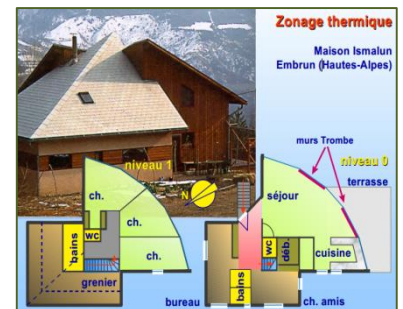 Zonage thermique
Maison Ismalun
Embrun (Hautes-Alpes)
murs Trombe
niveau 1
niveau 0
terrasse
N
ch.
séjour
ch.
wc
bains
wc
déb.
cuisine
ch.
grenier
bains
bureau
ch. amis